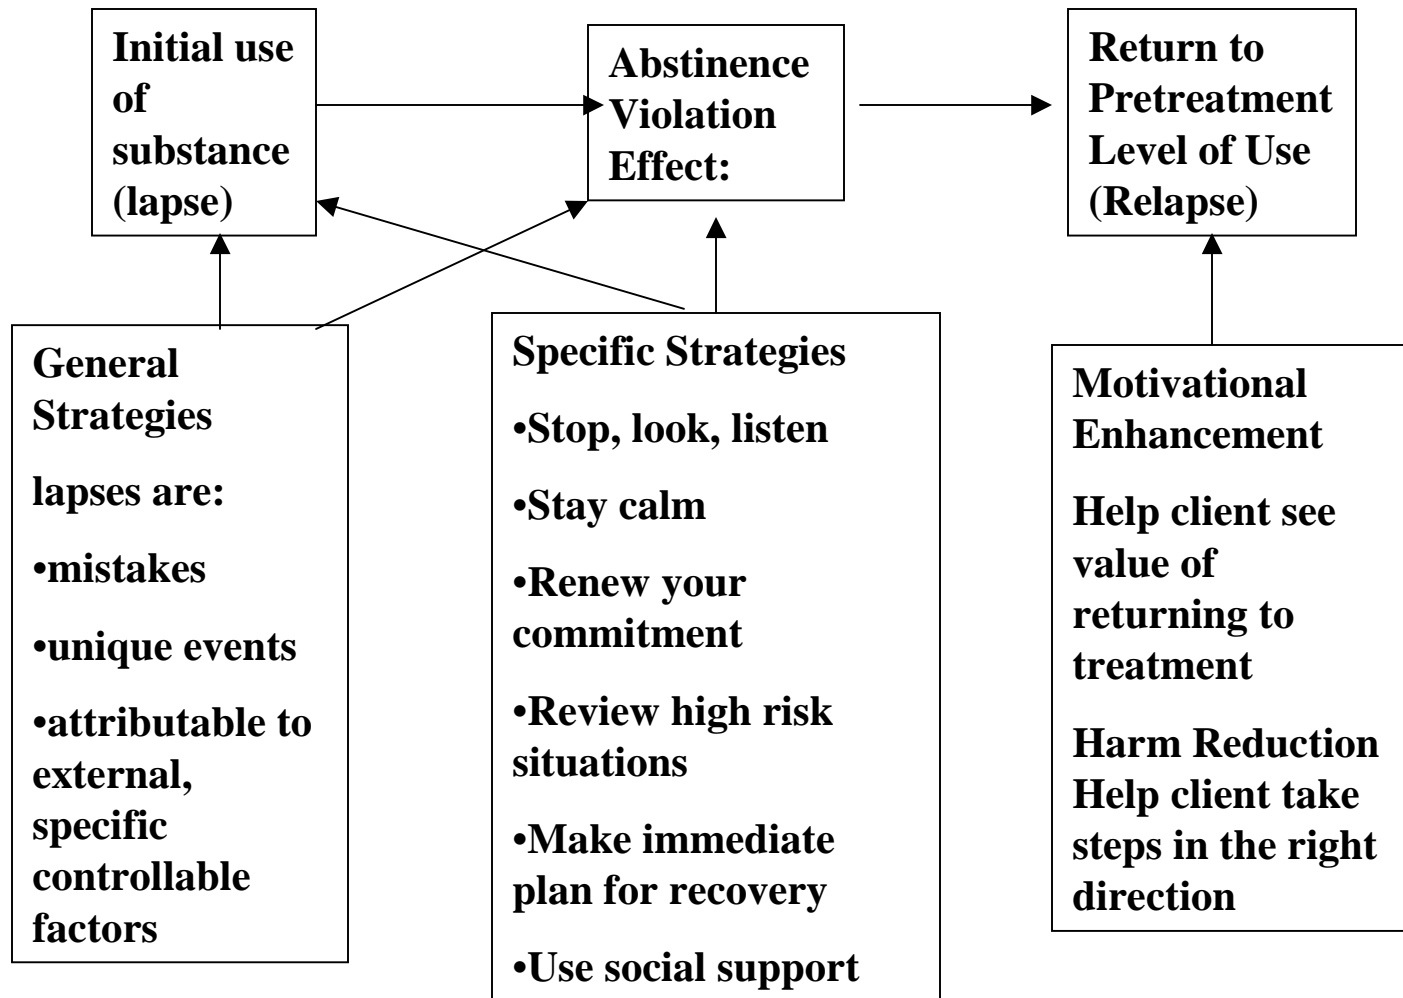 Initial use
of
substance
(lapse)
Abstinence
Violation
Effect:
Return to
Pretreatment
Level of Use
(Relapse)
General
Strategies
lapses are:
•mistakes
•unique events
•attributable to
external,
specific
controllable
factors
Specific Strategies
•Stop, look, listen
•Stay calm
•Renew your
commitment
•Review high risk
situations
•Make immediate
plan for recovery
•Use social support
Motivational
Enhancement
Help client see
value of
returning to
treatment
Harm Reduction
Help client take
steps in the right
direction